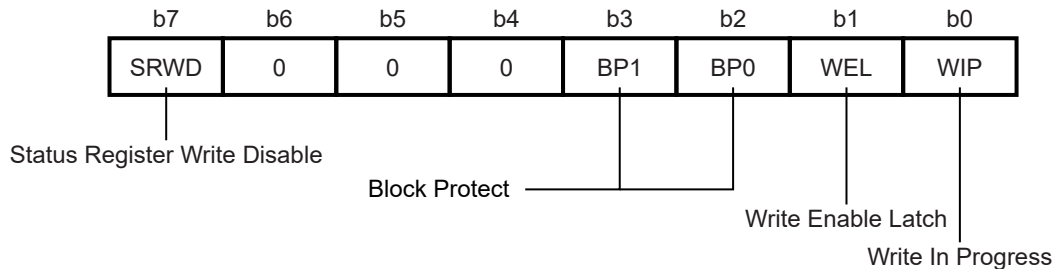 b7 b6 b5 b4 b3 b2 b1 b0
SRWD 0 0 0 BP1 BP0 WEL WIP
Status Register Write Disable
Block Protect
Write Enable Latch
Write In Progress